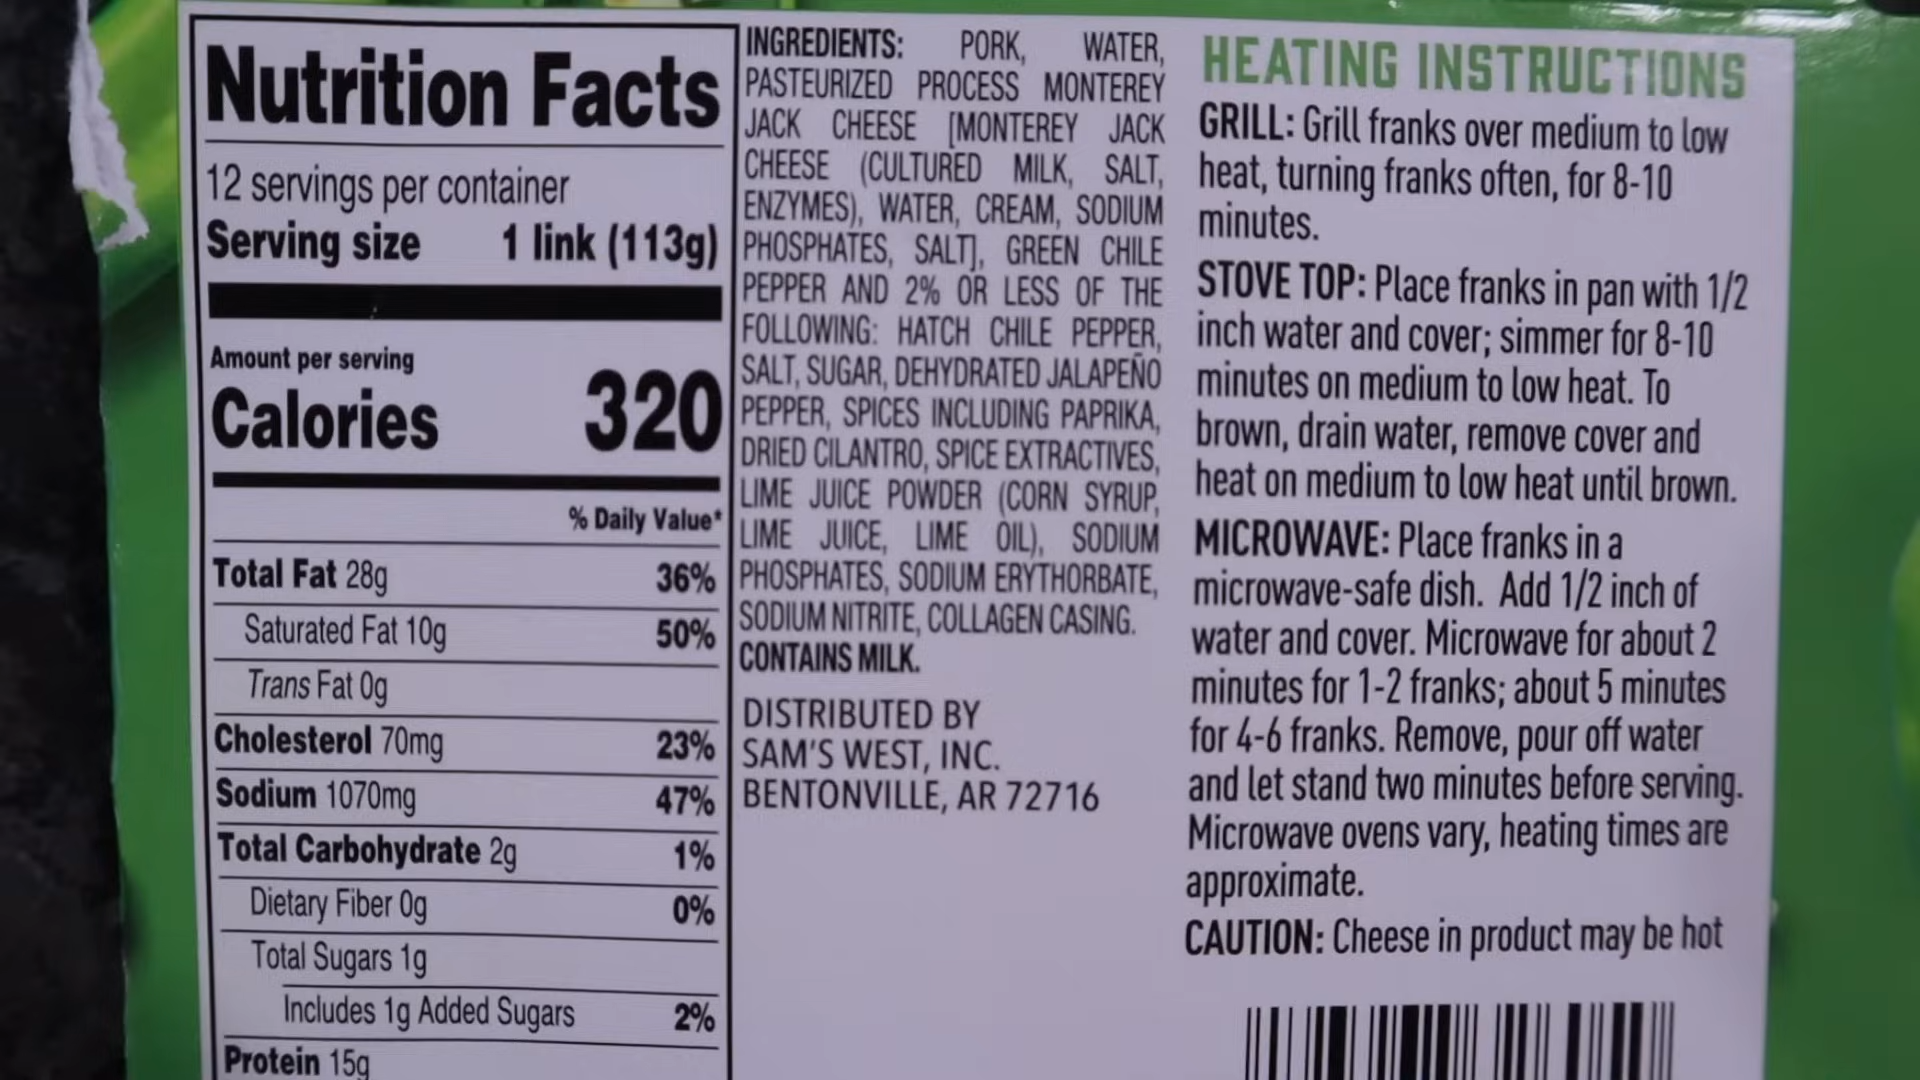 Nutrition Facts
12 servings per container
Serving size 1 link (113g)
Amount per serving
Calories 320
% Daily Value*
Total Fat 28g 36%
Saturated Fat 10g 50%
Trans Fat 0g
Cholesterol 70mg 23%
Sodium 1070mg 47%
Total Carbohydrate 2g 1%
Dietary Fiber 0g 0%
Total Sugars 1g
Includes 1g Added Sugars 2%
Protein 15g
INGREDIENTS: PORK, WATER,
PASTEURIZED PROCESS MONTEREY
JACK CHEESE [MONTEREY JACK
CHEESE (CULTURED MILK, SALT,
ENZYMES), WATER, CREAM, SODIUM
PHOSPHATES, SALT], GREEN CHILE
PEPPER AND 2% OR LESS OF THE
FOLLOWING: HATCH CHILE PEPPER,
SALT, SUGAR, DEHYDRATED JALAPEÑO
PEPPER, SPICES INCLUDING PAPRIKA,
DRIED CILANTRO, SPICE EXTRACTIVES,
LIME JUICE POWDER (CORN SYRUP,
LIME JUICE, LIME OIL), SODIUM
PHOSPHATES, SODIUM ERYTHORBATE,
SODIUM NITRITE, COLLAGEN CASING.
CONTAINS MILK.
DISTRIBUTED BY
SAM'S WEST, INC.
BENTONVILLE, AR 72716
HEATING INSTRUCTIONS
GRILL: Grill franks over medium to low
heat, turning franks often, for 8-10
minutes.
STOVE TOP: Place franks in pan with 1/2
inch water and cover; simmer for 8-10
minutes on medium to low heat. To
brown, drain water, remove cover and
heat on medium to low heat until brown.
MICROWAVE: Place franks in a
microwave-safe dish. Add 1/2 inch of
water and cover. Microwave for about 2
minutes for 1-2 franks; about 5 minutes
for 4-6 franks. Remove, pour off water
and let stand two minutes before serving.
Microwave ovens vary, heating times are
approximate.
CAUTION: Cheese in product may be hot